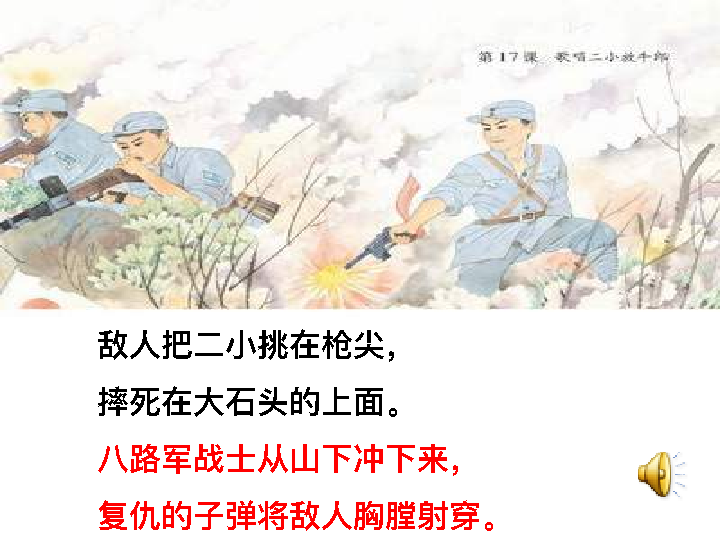 第17课 歌唱二小放牛郎
敌人把二小挑在枪尖，
摔死在大石头的上面。
八路军战士从山下冲下来，
复仇的子弹将敌人胸膛射穿。